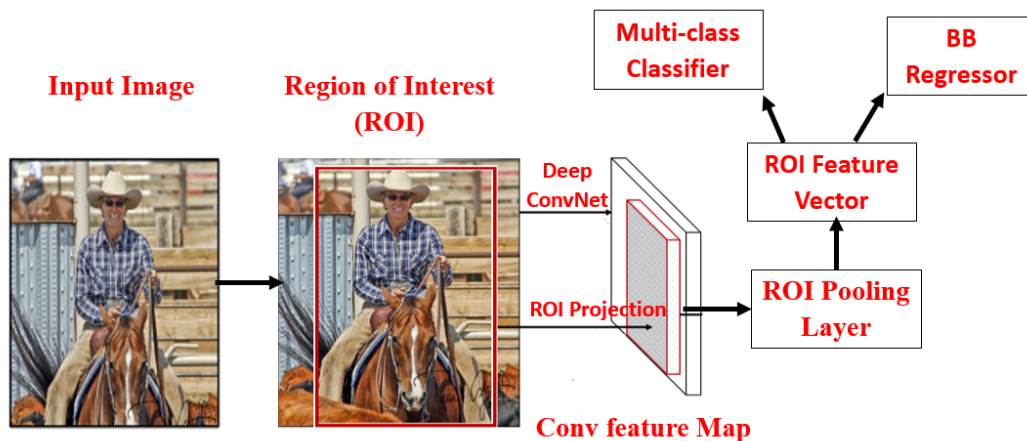 Input Image
Region of Interest
(ROI)
Deep
ConvNet
ROI Projection
Conv feature Map
ROI Pooling
Layer
ROI Feature
Vector
Multi-class
Classifier
BB
Regressor